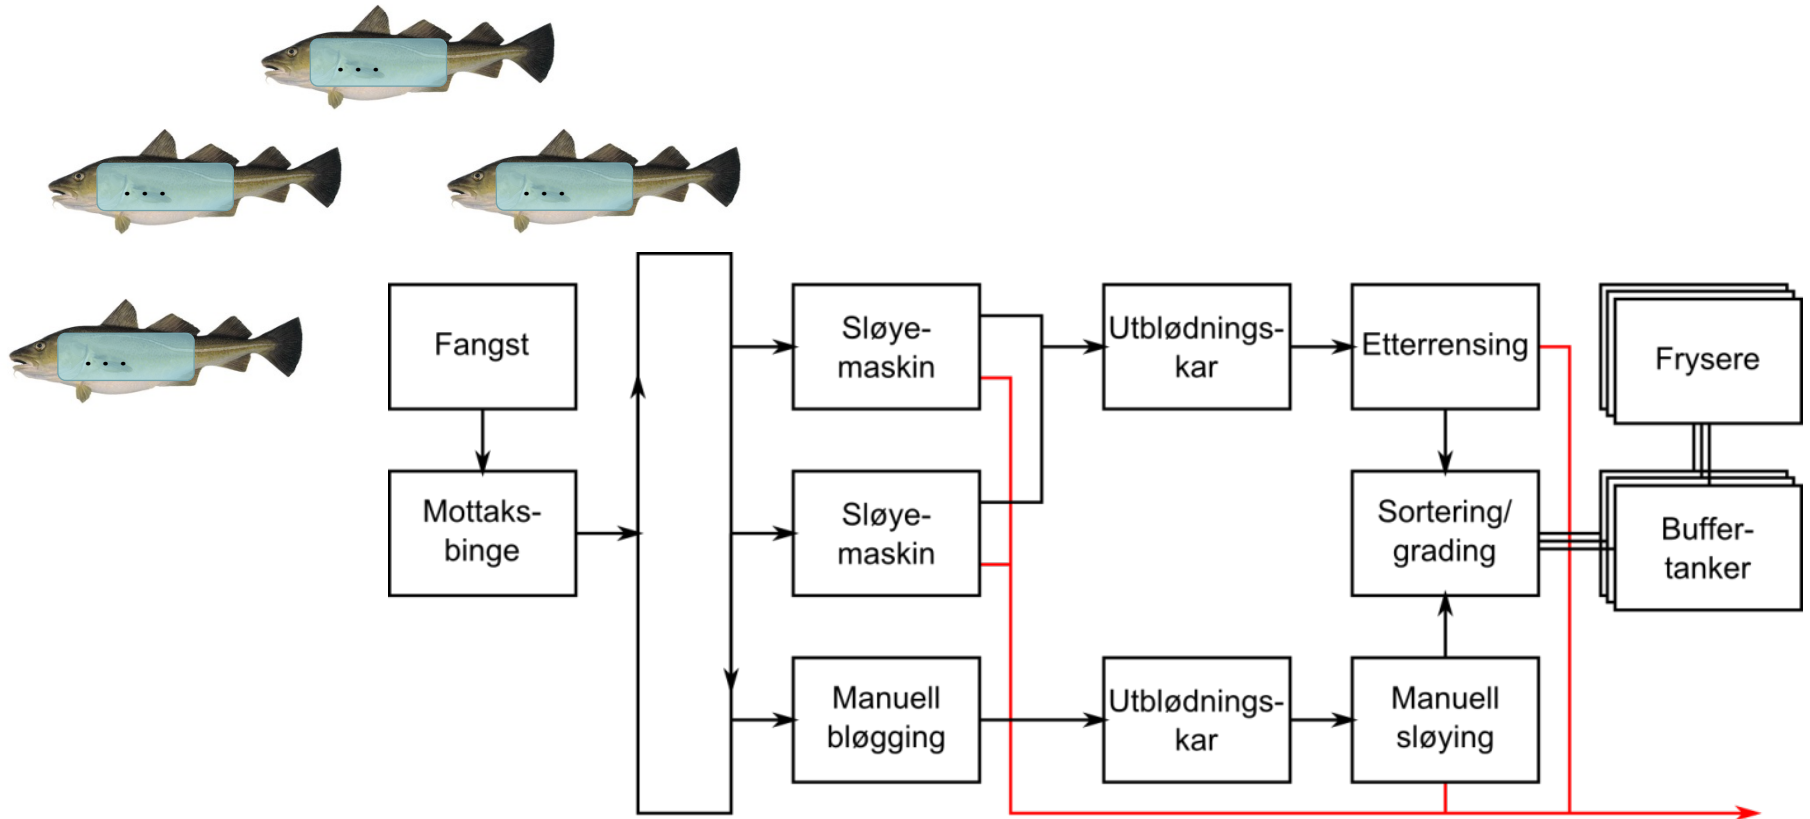 Fangst
Mottaks-
binge
Sløye-
maskin
Sløye-
maskin
Manuell
bløgging
Utblødnings-
kar
Utblødnings-
kar
Etterrensing
Sortering/
grading
Manuell
sløying
Frysere
Buffer-
tanker